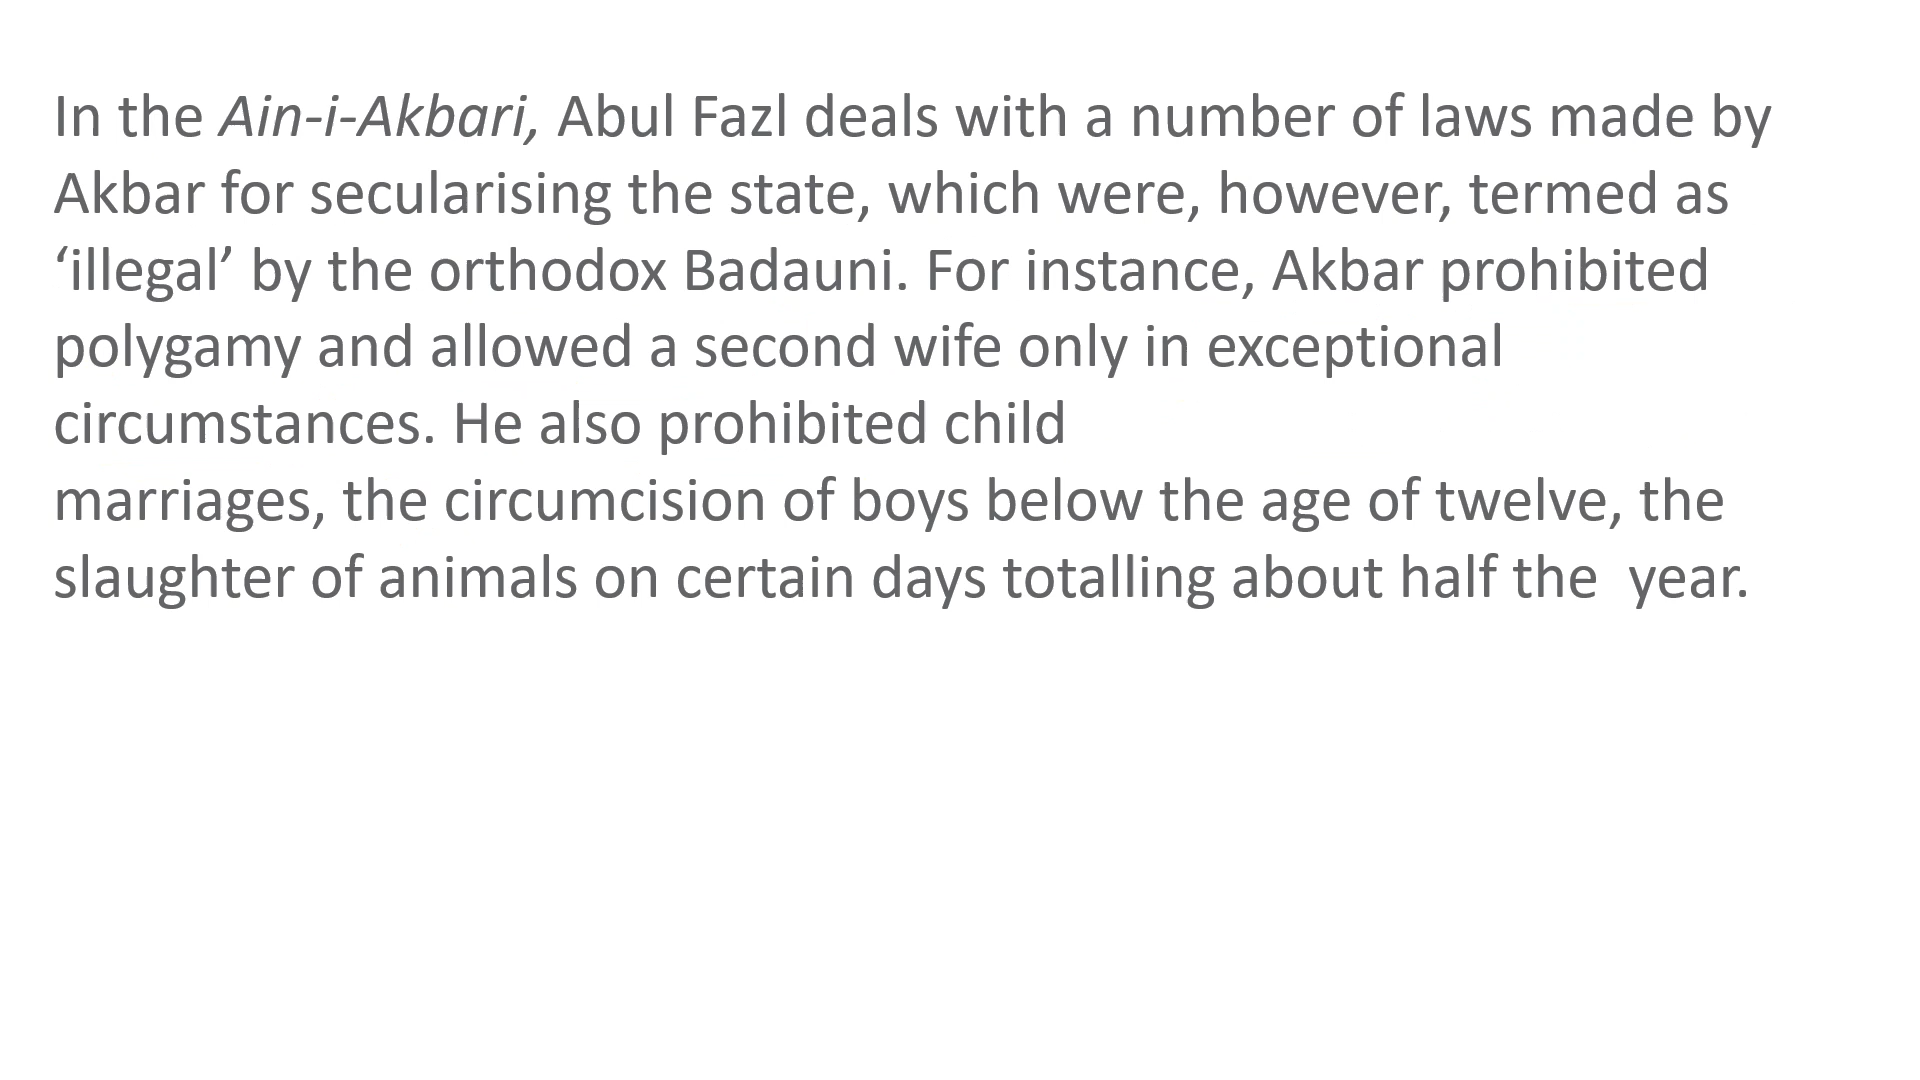 In the Ain-i-Akbari, Abul Fazl deals with a number of laws made by
Akbar for secularising the state, which were, however, termed as
‘illegal’ by the orthodox Badauni. For instance, Akbar prohibited
polygamy and allowed a second wife only in exceptional
circumstances. He also prohibited child
marriages, the circumcision of boys below the age of twelve, the
slaughter of animals on certain days totalling about half the  year.